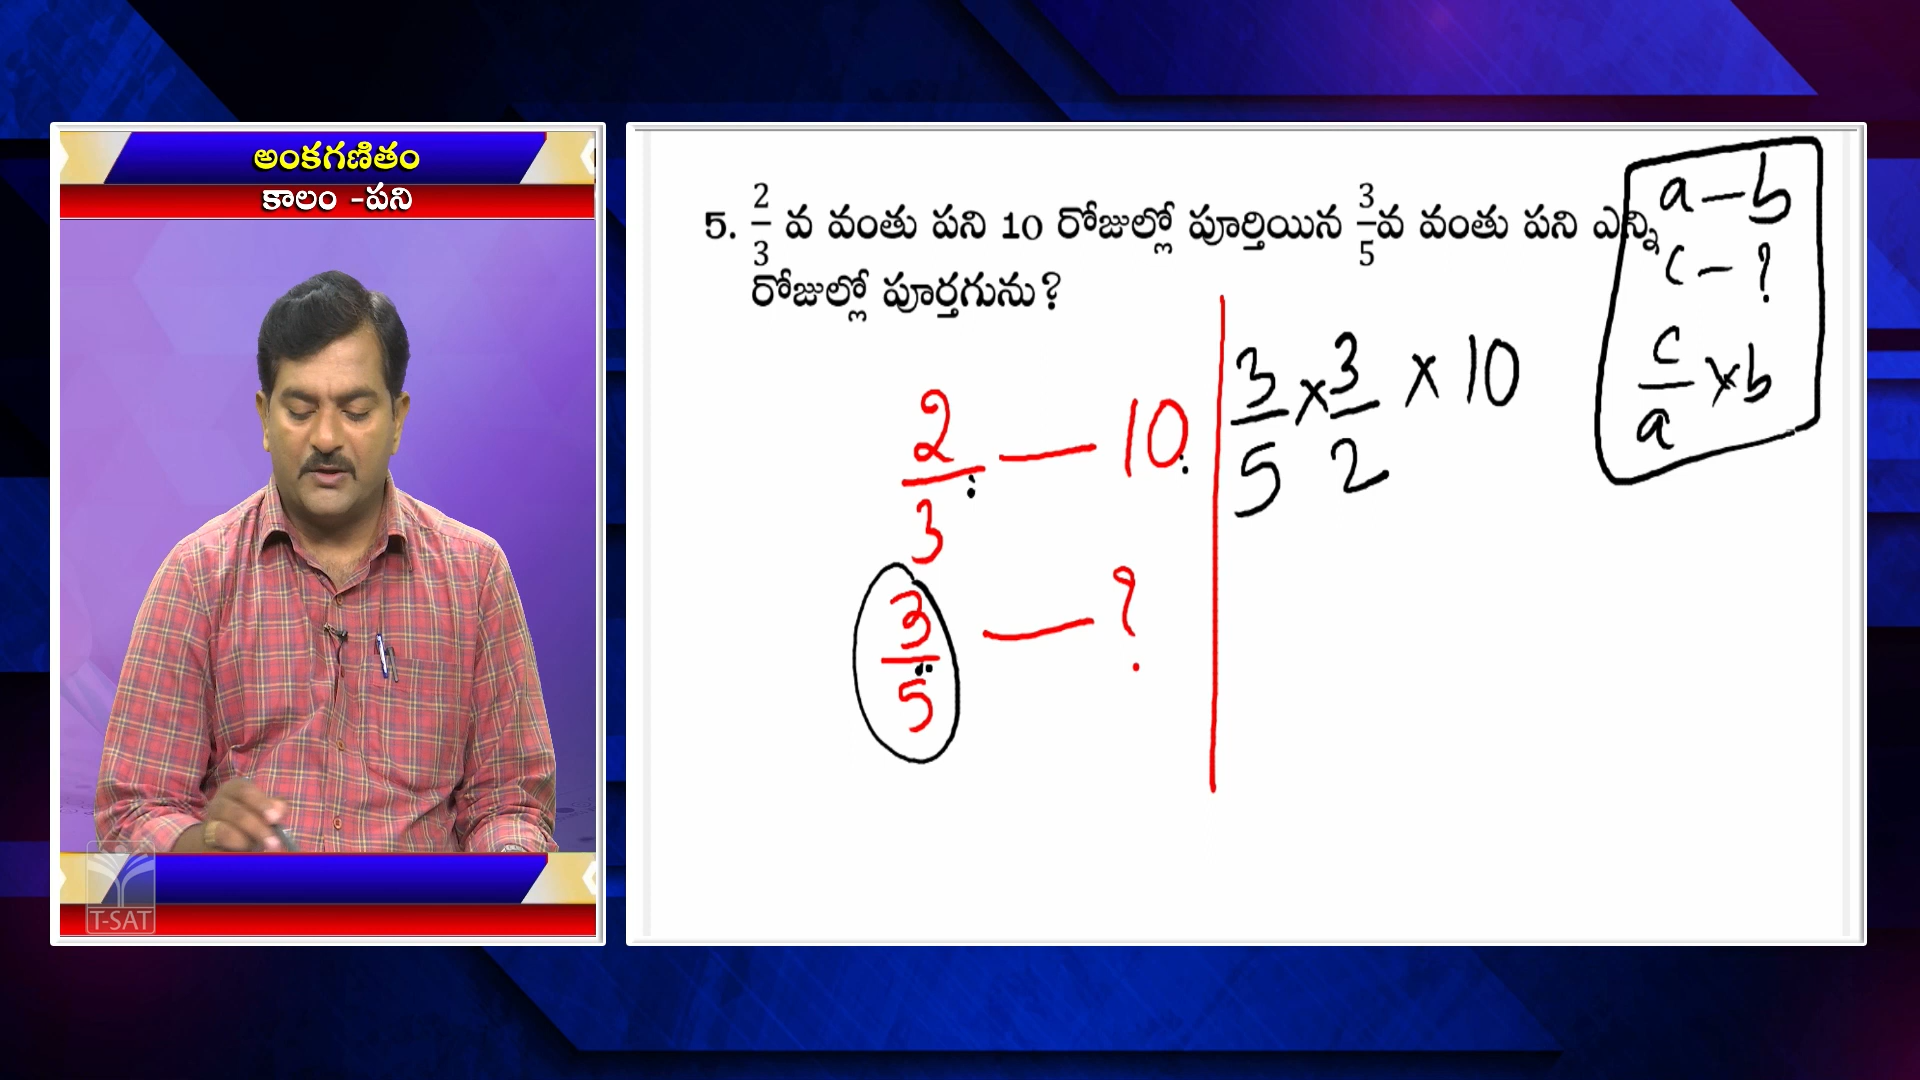 అంకగణితం
కాలం -పని
T-SAT
5. 2/3 వ వంతు పని 10 రోజుల్లో పూర్తియిన 3/5వ వంతు పని ఎన్ని
రోజుల్లో పూర్తగును?
2/3 — 10
3/5 — ?
3/5 × 3/2 × 10
a – b
c – ?
c/a × b